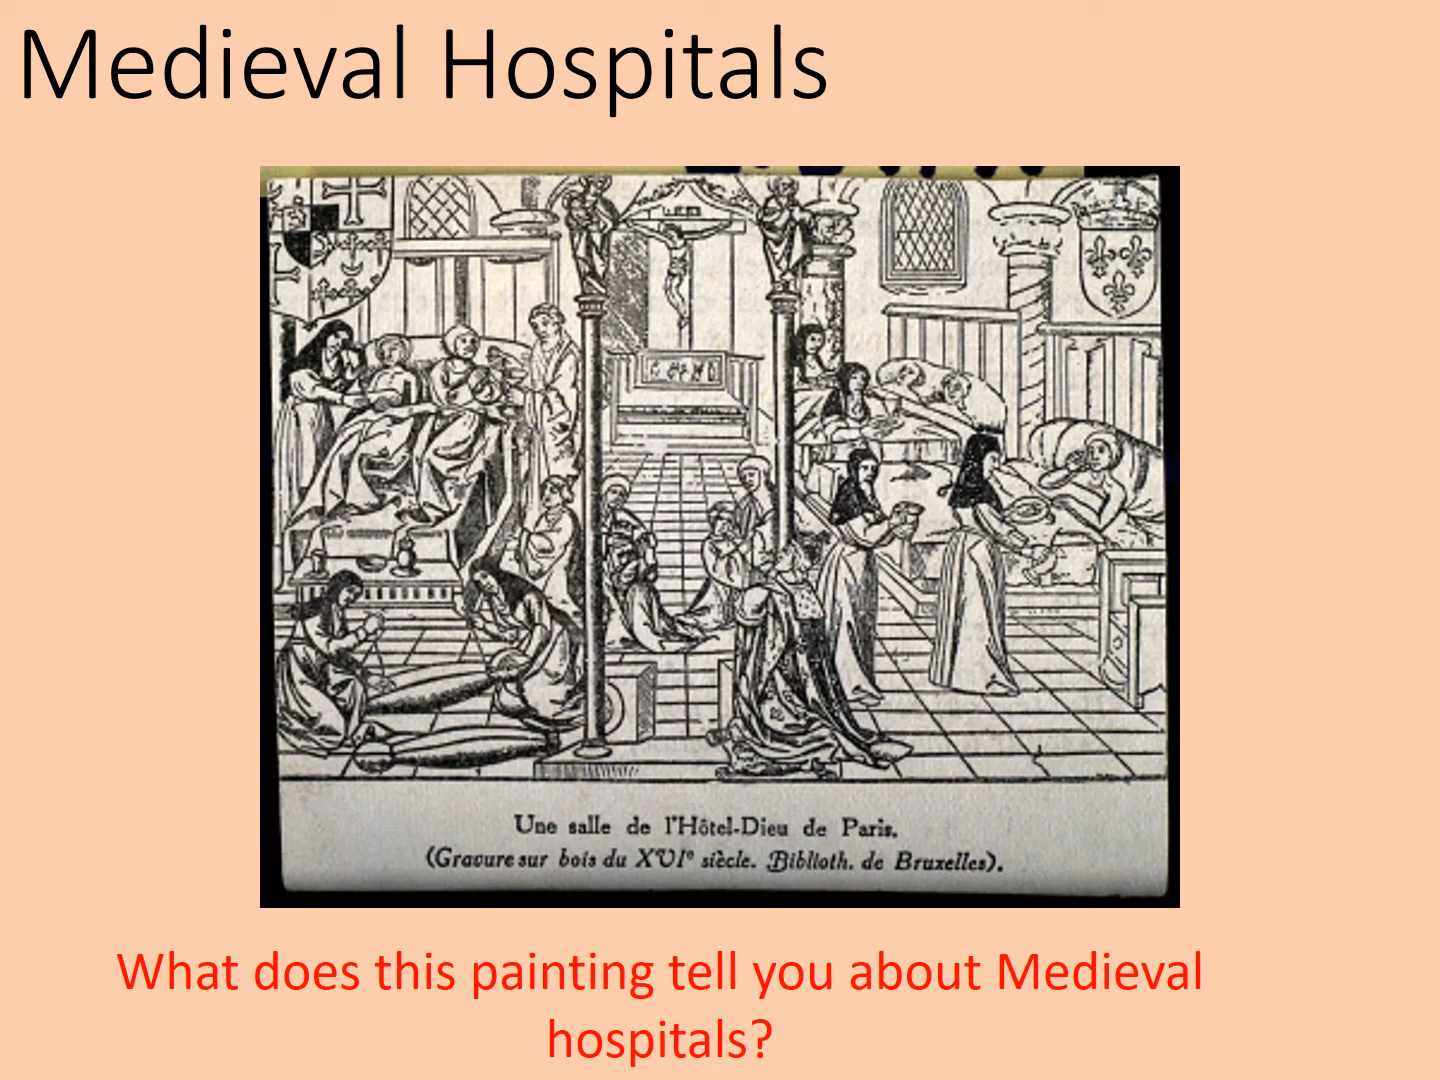 Medieval Hospitals
Une salle de l'Hôtel-Dieu de Paris.
(Gravure sur bois du XVIe siècle. Biblioth. de Bruxelles).
What does this painting tell you about Medieval
hospitals?